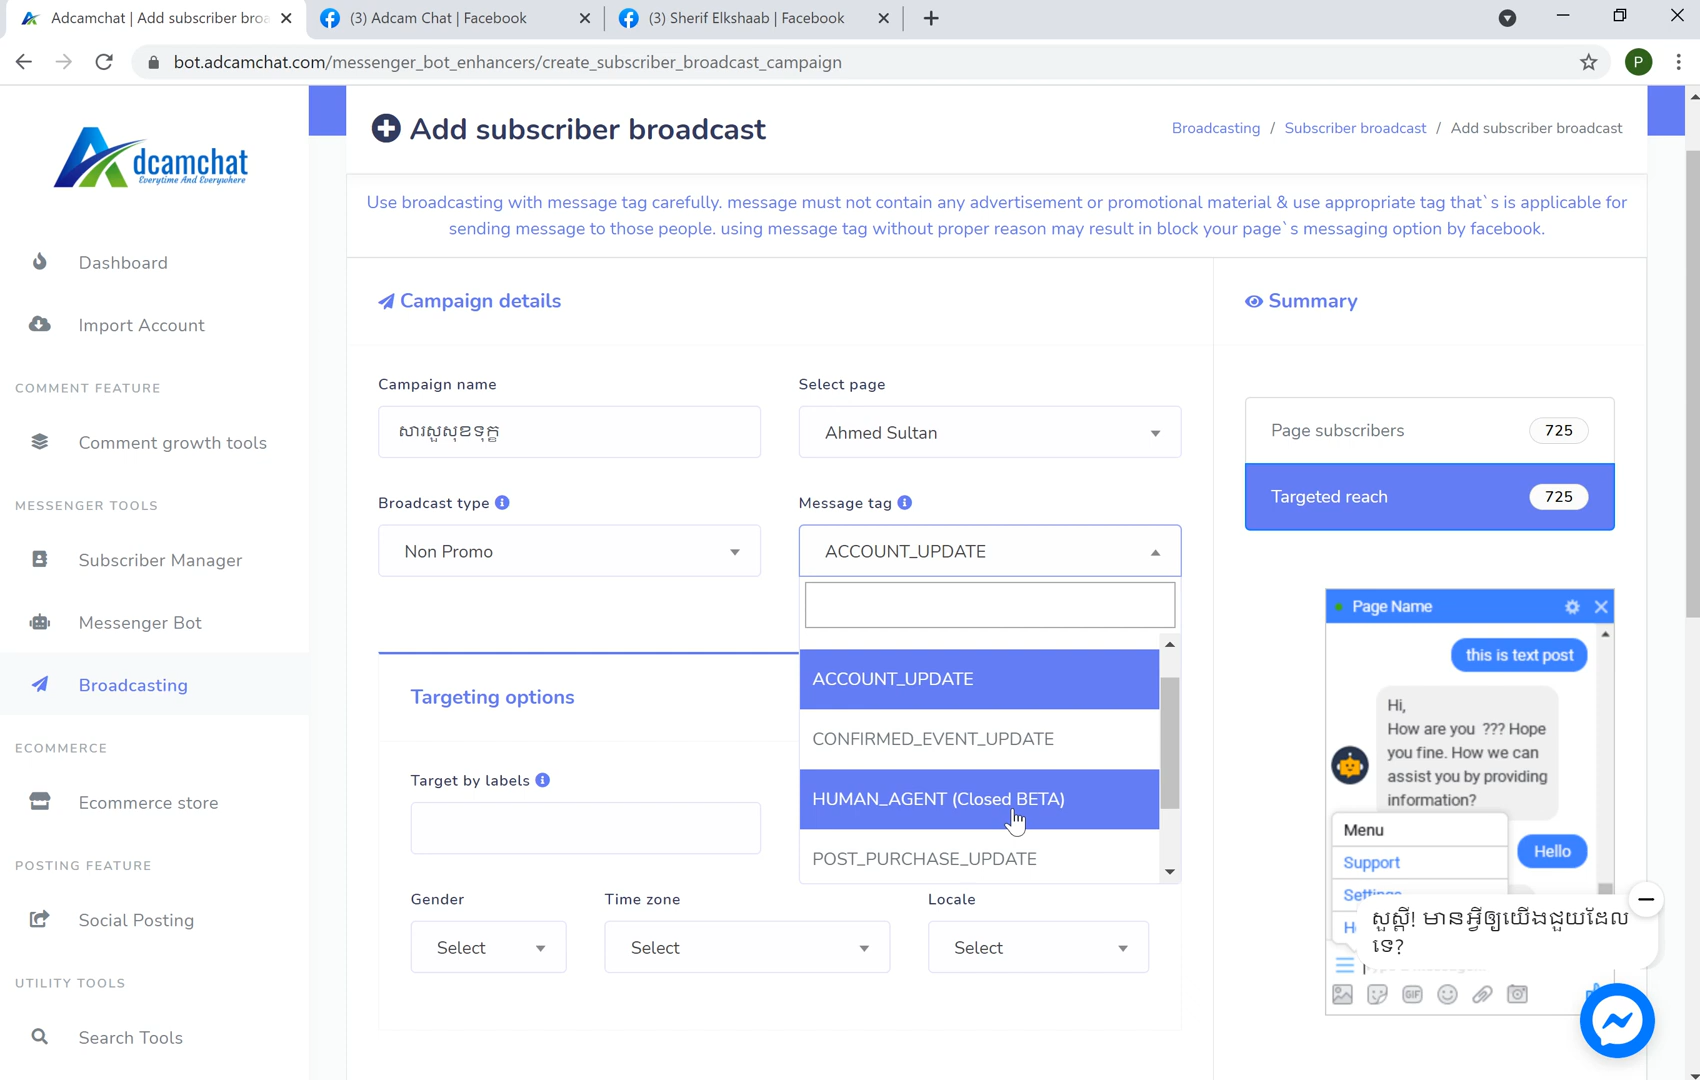 Adcamchat | Add subscriber broa
(3) Adcam Chat | Facebook
(3) Sherif Elkshaab | Facebook
bot.adcamchat.com/messenger_bot_enhancers/create_subscriber_broadcast_campaign
P
Adcamchat
Everytime And Everywhere
Dashboard
Import Account
COMMENT FEATURE
Comment growth tools
MESSENGER TOOLS
Subscriber Manager
Messenger Bot
Broadcasting
ECOMMERCE
Ecommerce store
POSTING FEATURE
Social Posting
UTILITY TOOLS
Search Tools
Add subscriber broadcast
Broadcasting / Subscriber broadcast / Add subscriber broadcast
Use broadcasting with message tag carefully. message must not contain any advertisement or promotional material & use appropriate tag that`s is applicable for
sending message to those people. using message tag without proper reason may result in block your page`s messaging option by facebook.
Campaign details
Campaign name
សារសួសុខទុក្ខ
Select page
Ahmed Sultan
Broadcast type
Non Promo
Message tag
ACCOUNT_UPDATE
ACCOUNT_UPDATE
CONFIRMED_EVENT_UPDATE
HUMAN_AGENT (Closed BETA)
POST_PURCHASE_UPDATE
Targeting options
Target by labels
Gender
Time zone
Locale
Select
Select
Select
Summary
Page subscribers 725
Targeted reach 725
Page Name
this is text post
Hi,
How are you ??? Hope
you fine. How we can
assist you by providing
information?
Menu
Hello
Support
Settings
សួស្តី! មានអ្វីឲ្យយើងជួយដែល
ទេ?
GIF